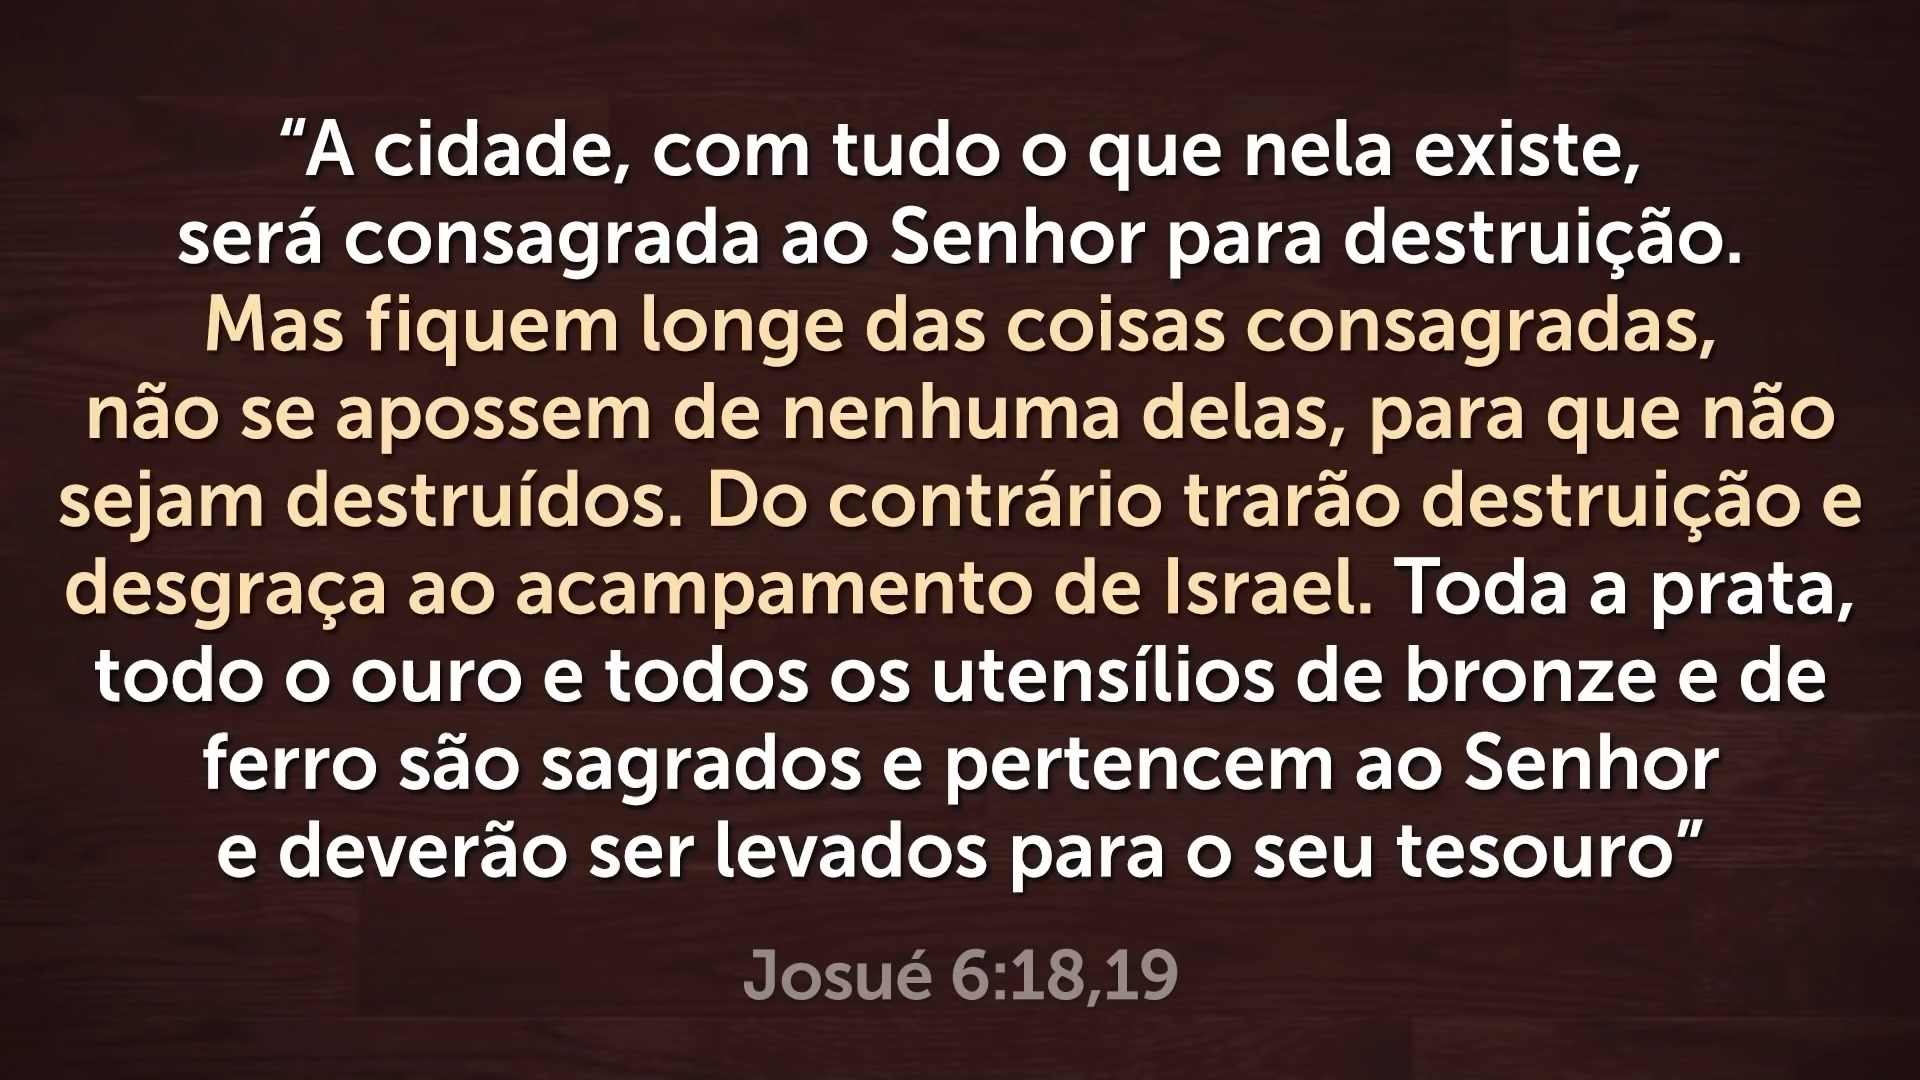 “A cidade, com tudo o que nela existe,
será consagrada ao Senhor para destruição.
Mas fiquem longe das coisas consagradas,
não se apossem de nenhuma delas, para que não
sejam destruídos. Do contrário trarão destruição e
desgraça ao acampamento de Israel. Toda a prata,
todo o ouro e todos os utensílios de bronze e de
ferro são sagrados e pertencem ao Senhor
e deverão ser levados para o seu tesouro”
Josué 6:18,19